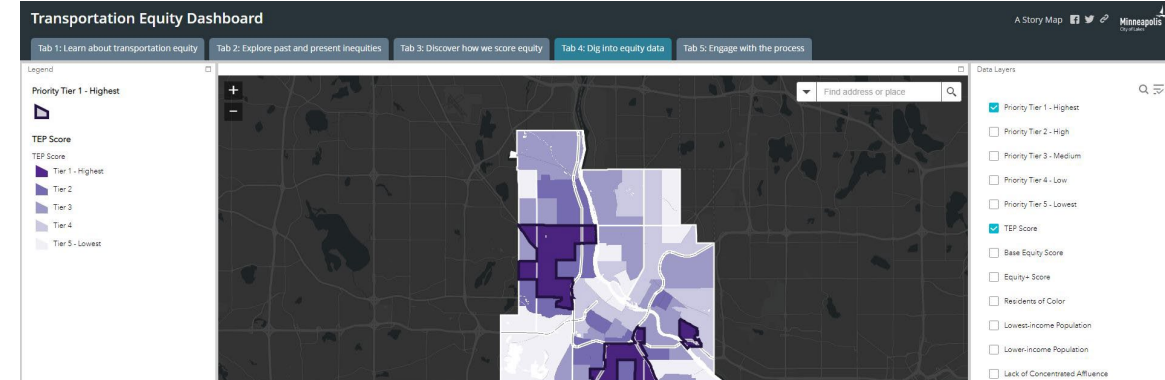 Transportation Equity Dashboard
A Story Map
Minneapolis
City of Lakes
Tab 1: Learn about transportation equity
Tab 2: Explore past and present inequities
Tab 3: Discover how we score equity
Tab 4: Dig into equity data
Tab 5: Engage with the process
Legend
Priority Tier 1 - Highest
TEP Score
TEP Score
Tier 1 - Highest
Tier 2
Tier 3
Tier 4
Tier 5 - Lowest
+
−
Find address or place
Data Layers
Priority Tier 1 - Highest
Priority Tier 2 - High
Priority Tier 3 - Medium
Priority Tier 4 - Low
Priority Tier 5 - Lowest
TEP Score
Base Equity Score
Equity+ Score
Residents of Color
Lowest-income Population
Lower-income Population
Lack of Concentrated Affluence